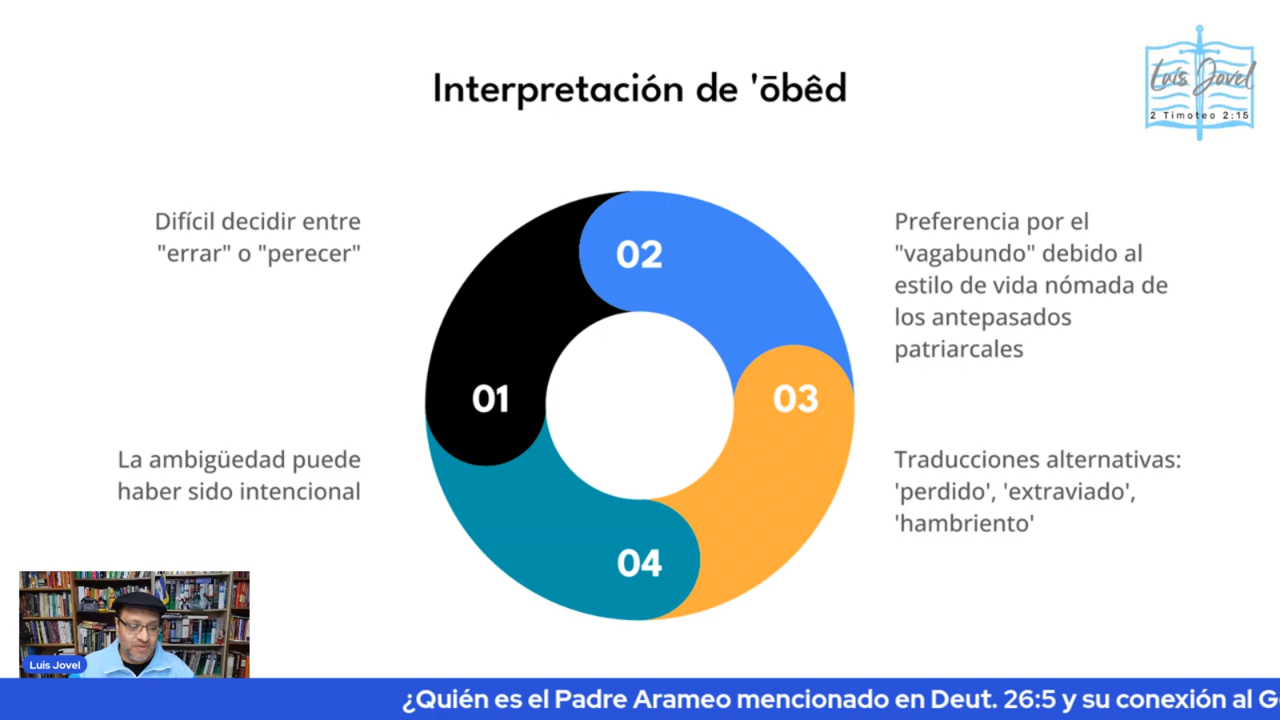 Interpretación de 'ōbêd
Luis Jovel
2 Timoteo 2:15
Difícil decidir entre
"errar" o "perecer"
02
Preferencia por el
"vagabundo" debido al
estilo de vida nómada de
los antepasados
patriarcales
01
03
La ambigüedad puede
haber sido intencional
Traducciones alternativas:
'perdido', 'extraviado',
'hambriento'
04
Luis Jovel
¿Quién es el Padre Arameo mencionado en Deut. 26:5 y su conexión al G